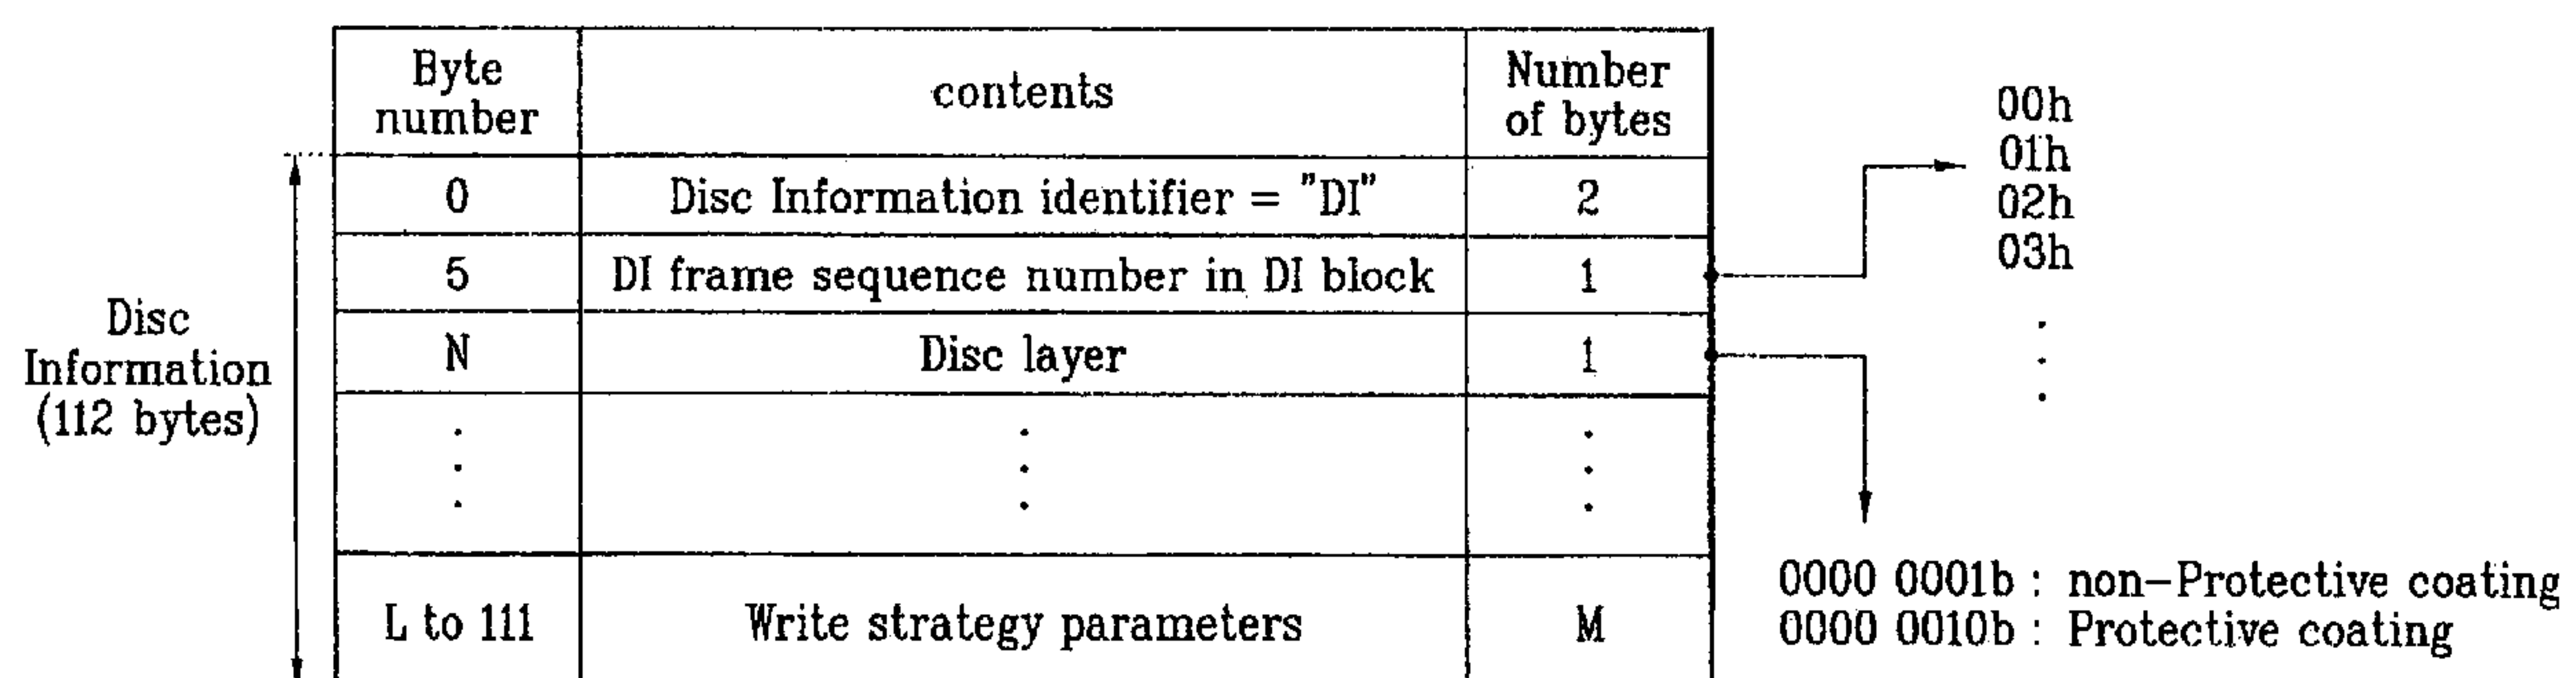 Byte number contents Number of bytes
0 Disc Information identifier = "DI" 2
5 DI frame sequence number in DI block 1
N Disc layer 1
L to 111 Write strategy parameters M
Disc
Information
(112 bytes)
00h
01h
02h
03h
0000 0001b : non-Protective coating
0000 0010b : Protective coating